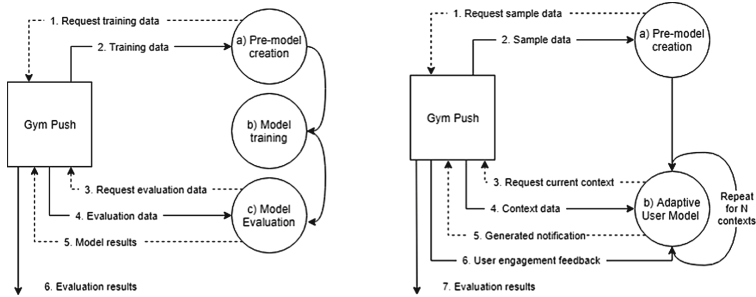 1. Request training data
2. Training data
a) Pre-model
creation
Gym Push
b) Model
training
3. Request evaluation data
4. Evaluation data
c) Model
Evaluation
5. Model results
6. Evaluation results
1. Request sample data
2. Sample data
a) Pre-model
creation
Gym Push
3. Request current context
4. Context data
b) Adaptive
User Model
Repeat
for N
contexts
5. Generated notification
6. User engagement feedback
7. Evaluation results